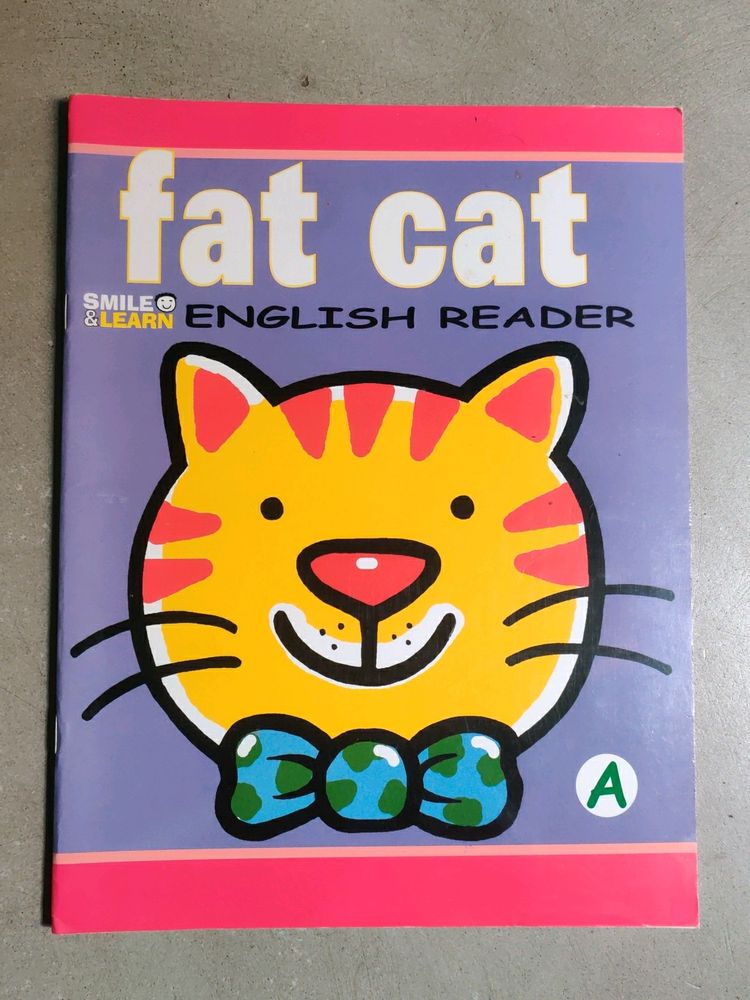 fat cat
SMILE
&LEARN
ENGLISH READER
A